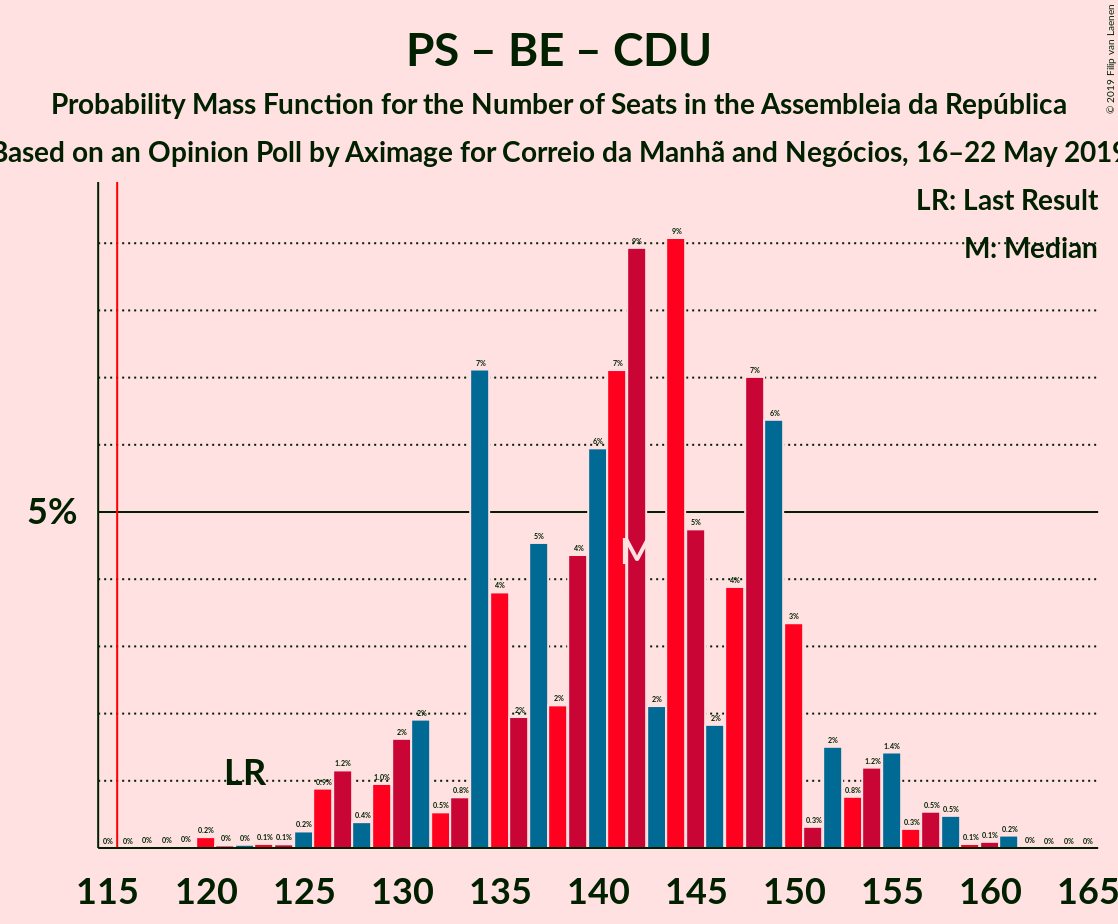 PS – BE – CDU
Probability Mass Function for the Number of Seats in the Assembleia da República
Based on an Opinion Poll by Aximage for Correio da Manhã and Negócios, 16–22 May 2019
© 2019 Filip van Laenen
LR: Last Result
M: Median
5%
LR
M
0% 0% 0% 0% 0% 0.2% 0% 0% 0.1% 0.1% 0.2% 0.9% 1.2% 0.4% 1.0% 2% 2% 0.5% 0.8% 7% 4% 2% 5% 2% 4% 6% 7% 9% 2% 9% 5% 2% 4% 7% 6% 3% 0.3% 2% 0.8% 1.2% 1.4% 0.3% 0.5% 0.5% 0.1% 0.1% 0.2% 0% 0% 0% 0%
115 120 125 130 135 140 145 150 155 160 165